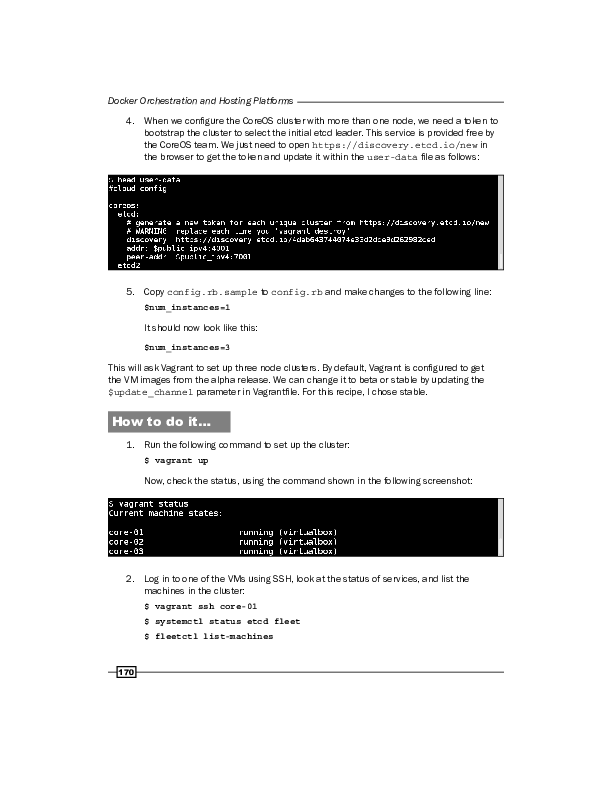 Docker Orchestration and Hosting Platforms
4. When we configure the CoreOS cluster with more than one node, we need a token to
bootstrap the cluster to select the initial etcd leader. This service is provided free by
the CoreOS team. We just need to open https://discovery.etcd.io/new in
the browser to get the token and update it within the user-data file as follows:
$ head user-data
#cloud config
coreos:
etcd:
# generate a new token for each unique cluster from https://discovery.etcd.io/new
# WARNING replace each time you 'vagrant destroy'
discovery https://discovery etcd.io/
addr: $public ipv4:4001
peer-addr $public_ipv4:7001
etcd2
5. Copy config.rb.sample to config.rb and make changes to the following line:
$num_instances=1
It should now look like this:
$num_instances=3
This will ask Vagrant to set up three node clusters. By default, Vagrant is configured to get
the VM images from the alpha release. We can change it to beta or stable by updating the
$update_channel parameter in Vagrantfile. For this recipe, I chose stable.
How to do it...
1. Run the following command to set up the cluster:
$ vagrant up
Now, check the status, using the command shown in the following screenshot:
$ vagrant status
Current machine states:
core-01 running (virtualbox)
core-02 running (virtualbox)
core-03 running (virtualbox)
2. Log in to one of the VMs using SSH, look at the status of services, and list the
machines in the cluster:
$ vagrant ssh core-01
$ systemctl status etcd fleet
$ fleetctl list-machines
170